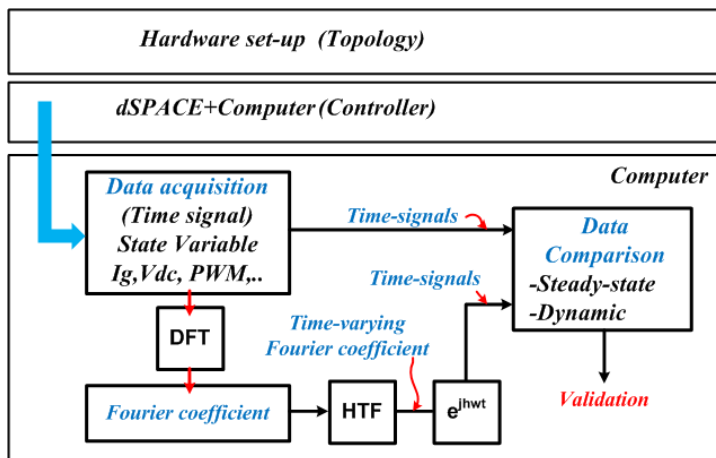 Hardware set-up (Topology)
dSPACE+Computer(Controller)
Computer
Data acquisition
(Time signal)
State Variable
Ig,Vdc, PWM,..
Time-signals
Data
Comparison
-Steady-state
-Dynamic
Time-signals
DFT
Time-varying
Fourier coefficient
Fourier coefficient
HTF
e^jhwt
Validation